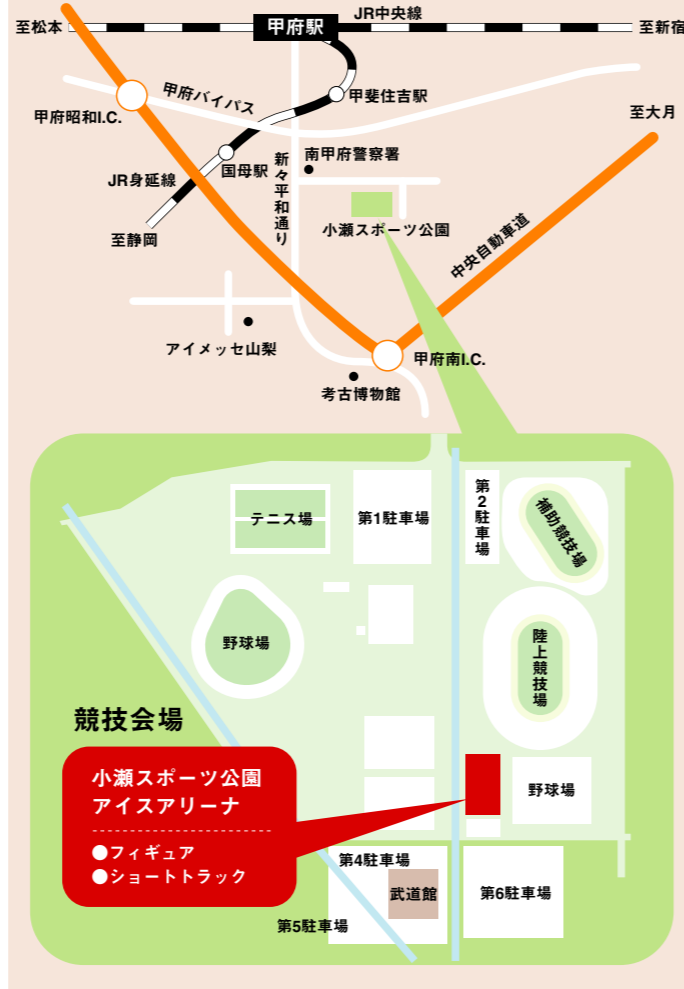 JR中央線
至松本
甲府駅
至新宿
甲府バイパス
甲斐住吉駅
甲府昭和I.C.
至大月
国母駅
新々平和通り
南甲府警察署
JR身延線
小瀬スポーツ公園
至静岡
中央自動車道
アイメッセ山梨
甲府南I.C.
考古博物館
テニス場
第1駐車場
第2駐車場
補助競技場
野球場
陸上競技場
競技会場
小瀬スポーツ公園
アイスアリーナ
●フィギュア
●ショートトラック
野球場
第4駐車場
武道館
第6駐車場
第5駐車場